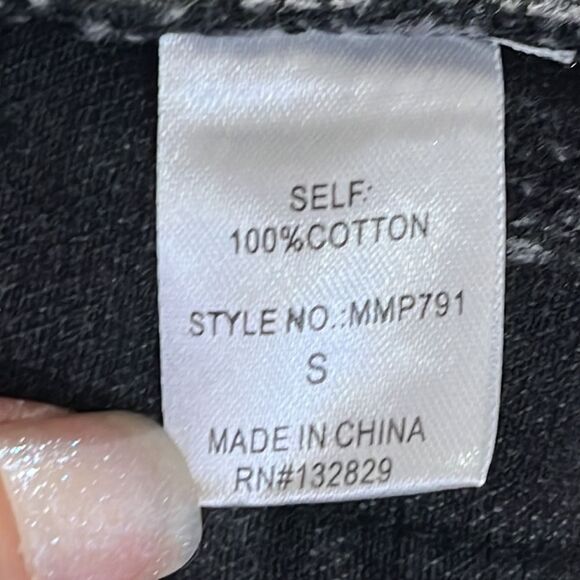 SELF:
100%COTTON
STYLE NO.:MMP791
S
MADE IN CHINA
RN#132829